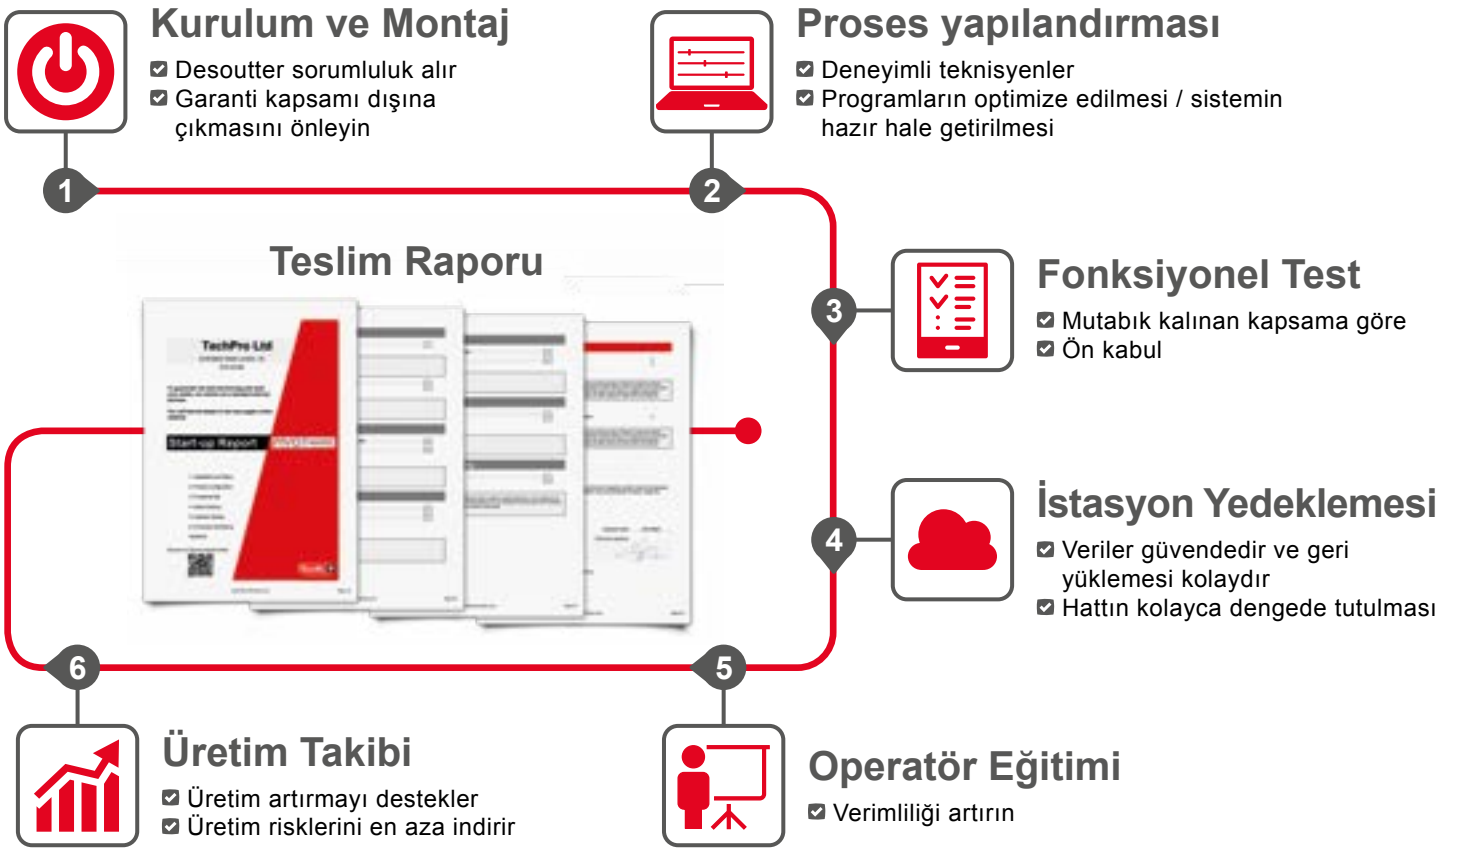 Kurulum ve Montaj
Desoutter sorumluluk alır
Garanti kapsamı dışına
çıkmasını önleyin
1
Proses yapılandırması
Deneyimli teknisyenler
Programların optimize edilmesi / sistemin
hazır hale getirilmesi
2
Fonksiyonel Test
Mutabık kalınan kapsama göre
Ön kabul
3
İstasyon Yedeklemesi
Veriler güvendedir ve geri
yüklemesi kolaydır
Hattın kolayca dengede tutulması
4
Operatör Eğitimi
Verimliliği artırın
5
Üretim Takibi
Üretim artırmayı destekler
Üretim risklerini en aza indirir
6
Teslim Raporu
TechPro Ltd
Start-up Report